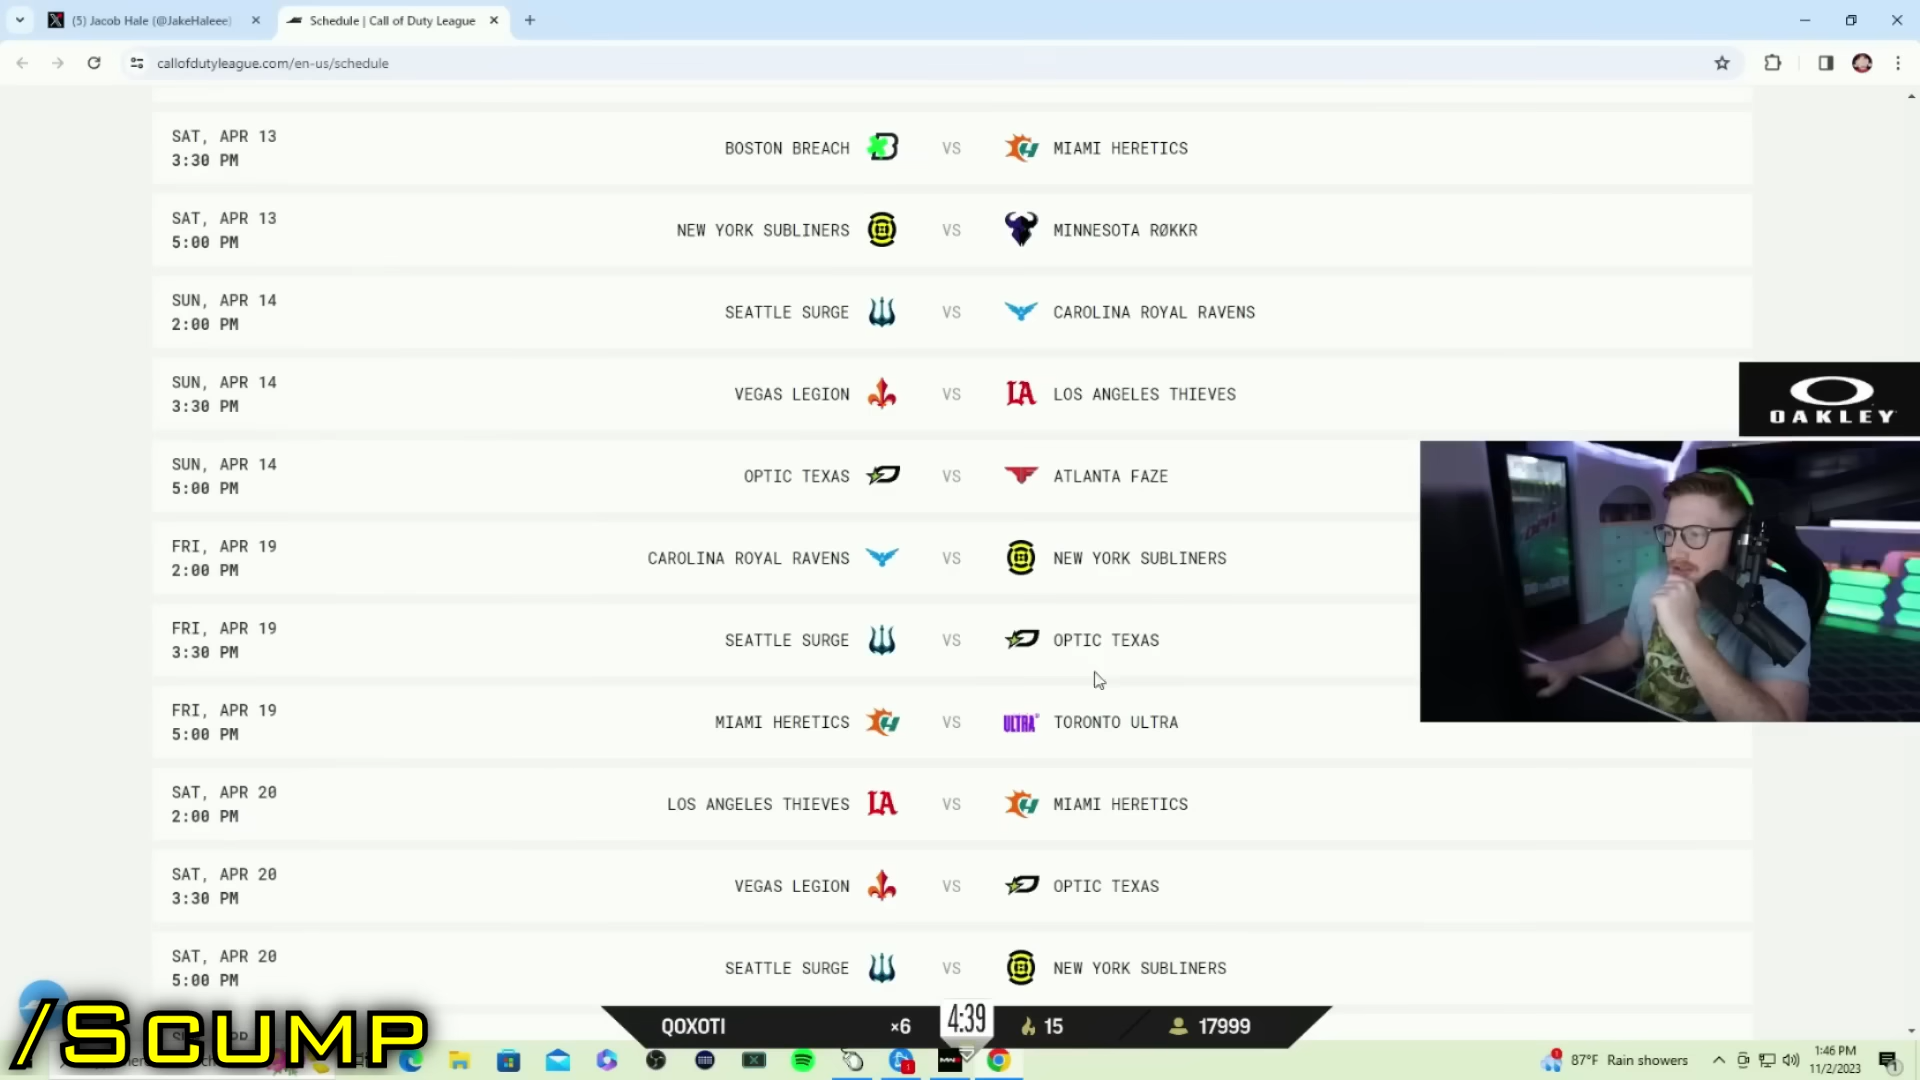 (5) Jacob Hale (@JakeHaleee)
Schedule | Call of Duty League
callofdutyleague.com/en-us/schedule
SAT, APR 13
3:30 PM
BOSTON BREACH
VS
MIAMI HERETICS
SAT, APR 13
5:00 PM
NEW YORK SUBLINERS
VS
MINNESOTA RØKKR
SUN, APR 14
2:00 PM
SEATTLE SURGE
VS
CAROLINA ROYAL RAVENS
SUN, APR 14
3:30 PM
VEGAS LEGION
VS
LA
LOS ANGELES THIEVES
OAKLEY
SUN, APR 14
5:00 PM
OPTIC TEXAS
VS
ATLANTA FAZE
FRI, APR 19
2:00 PM
CAROLINA ROYAL RAVENS
VS
NEW YORK SUBLINERS
FRI, APR 19
3:30 PM
SEATTLE SURGE
VS
OPTIC TEXAS
FRI, APR 19
5:00 PM
MIAMI HERETICS
VS
ULTRA
TORONTO ULTRA
SAT, APR 20
2:00 PM
LOS ANGELES THIEVES
LA
VS
MIAMI HERETICS
SAT, APR 20
3:30 PM
VEGAS LEGION
VS
OPTIC TEXAS
SAT, APR 20
5:00 PM
SEATTLE SURGE
VS
NEW YORK SUBLINERS
/SCUMP
QOXOTI
×6
4:39
15
17999
87°F Rain showers
1:46 PM
11/2/2023